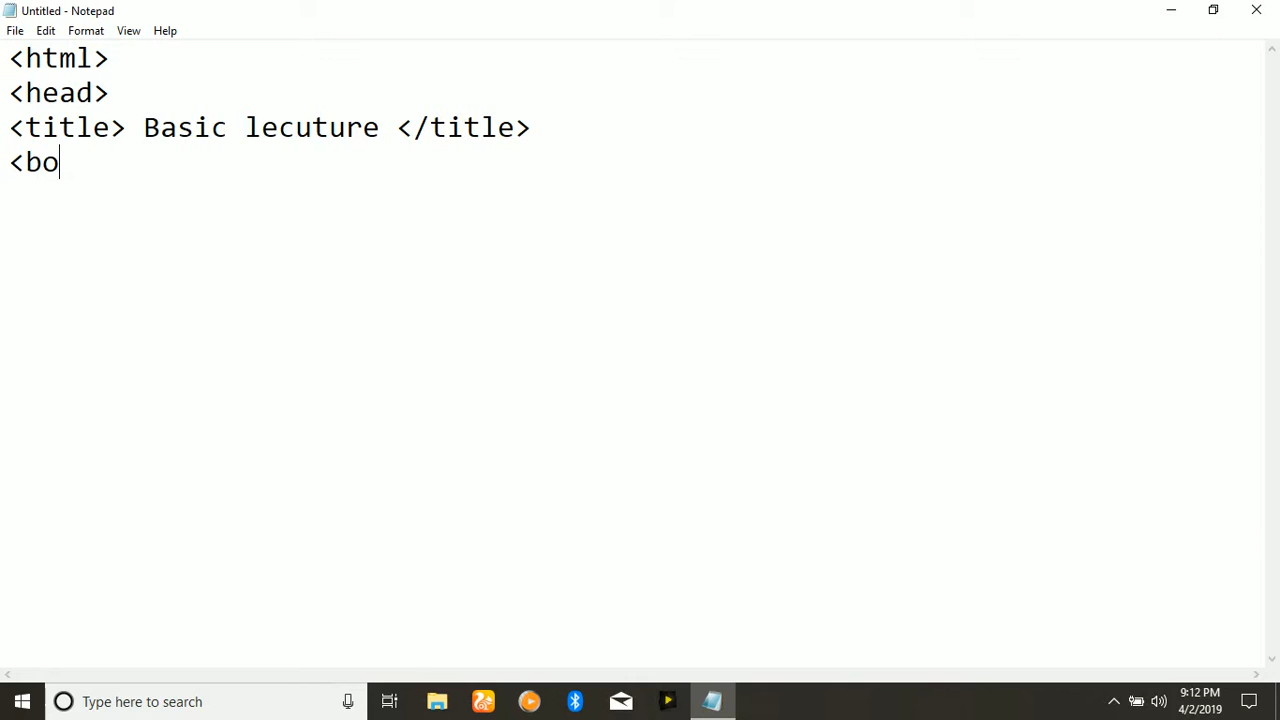 Untitled - Notepad
File Edit Format View Help
<html>
<head>
<title> Basic lecuture </title>
<bo
Type here to search
9:12 PM
4/2/2019